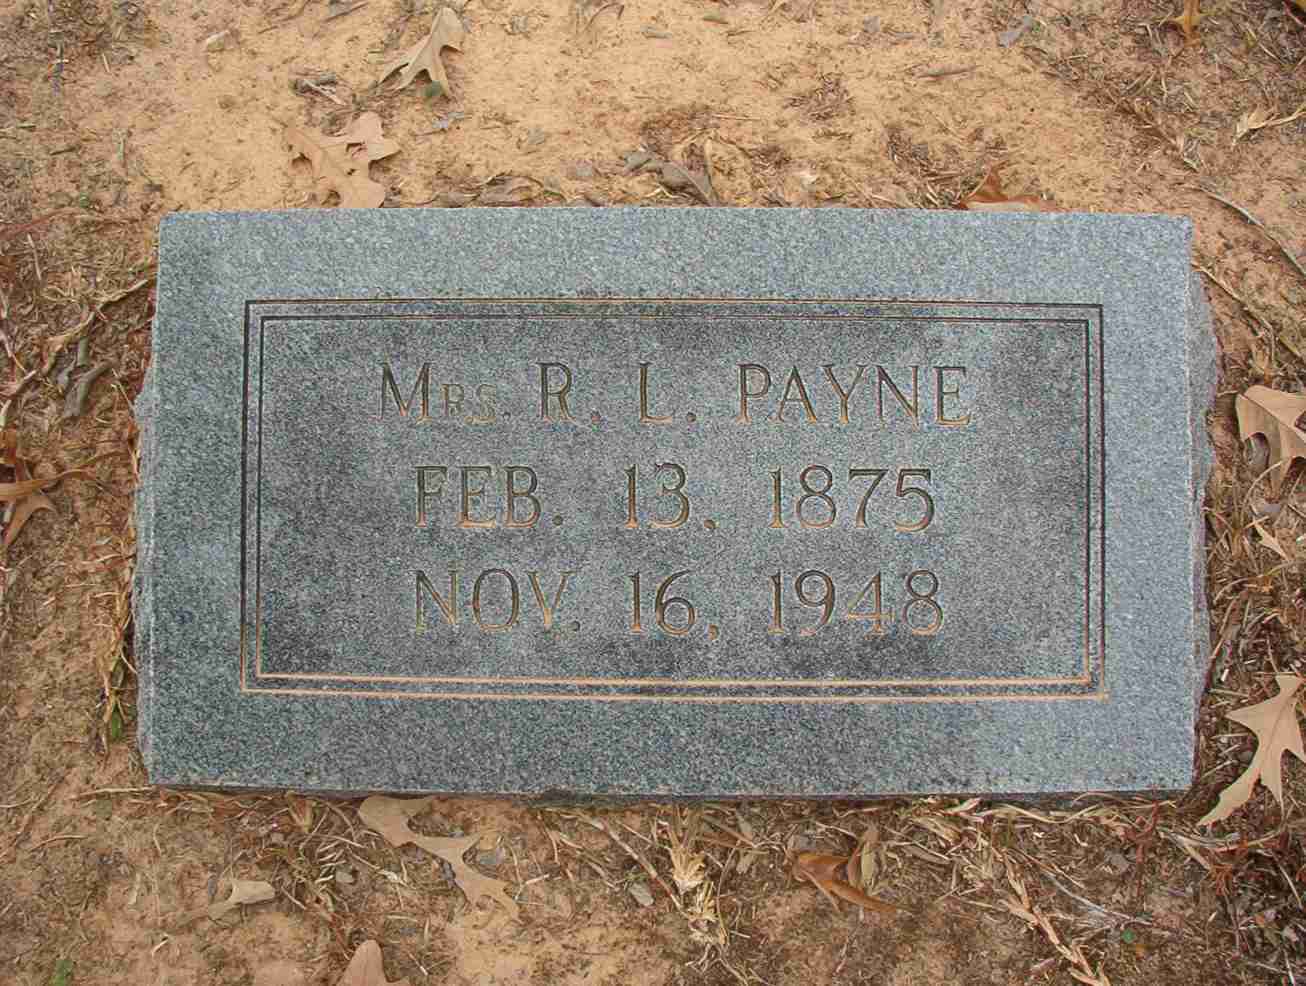 Mrs. R. L. PAYNE
FEB. 13, 1875
NOV. 16, 1948